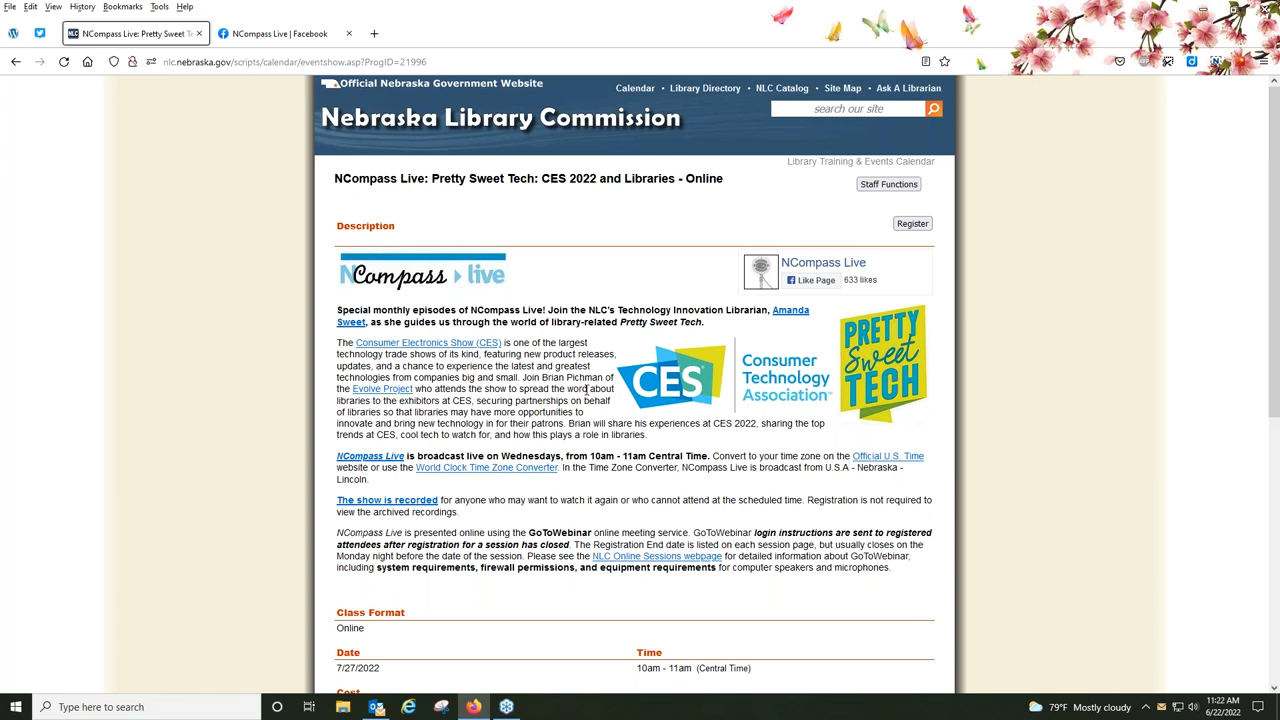 File Edit View History Bookmarks Tools Help
NCompass Live: Pretty Sweet Te
NCompass Live | Facebook
nlc.nebraska.gov/scripts/calendar/eventshow.asp?ProgID=21996
Official Nebraska Government Website
Calendar • Library Directory • NLC Catalog • Site Map • Ask A Librarian
Nebraska Library Commission
search our site
Library Training & Events Calendar
NCompass Live: Pretty Sweet Tech: CES 2022 and Libraries - Online
Staff Functions
Description
Register
NCompass live
NCompass Live
Like Page 633 likes
Special monthly episodes of NCompass Live! Join the NLC's Technology Innovation Librarian, Amanda
Sweet, as she guides us through the world of library-related Pretty Sweet Tech.
The Consumer Electronics Show (CES) is one of the largest
technology trade shows of its kind, featuring new product releases,
updates, and a chance to experience the latest and greatest
technologies from companies big and small. Join Brian Pichman of
the Evolve Project who attends the show to spread the word about
libraries to the exhibitors at CES, securing partnerships on behalf
of libraries so that libraries may have more opportunities to
innovate and bring new technology in for their patrons. Brian will share his experiences at CES 2022, sharing the top
trends at CES, cool tech to watch for, and how this plays a role in libraries.
CES
Consumer
Technology
Association™
PRETTY
Sweet
TECH
NCompass Live is broadcast live on Wednesdays, from 10am - 11am Central Time. Convert to your time zone on the Official U.S. Time
website or use the World Clock Time Zone Converter. In the Time Zone Converter, NCompass Live is broadcast from U.S.A - Nebraska -
Lincoln.
The show is recorded for anyone who may want to watch it again or who cannot attend at the scheduled time. Registration is not required to
view the archived recordings.
NCompass Live is presented online using the GoToWebinar online meeting service. GoToWebinar login instructions are sent to registered
attendees after registration for a session has closed. The Registration End date is listed on each session page, but usually closes on the
Monday night before the date of the session. Please see the NLC Online Sessions webpage for detailed information about GoToWebinar,
including system requirements, firewall permissions, and equipment requirements for computer speakers and microphones.
Class Format
Online
Date
Time
7/27/2022
10am - 11am (Central Time)
Cost
Type here to search
79°F Mostly cloudy
11:22 AM
6/22/2022